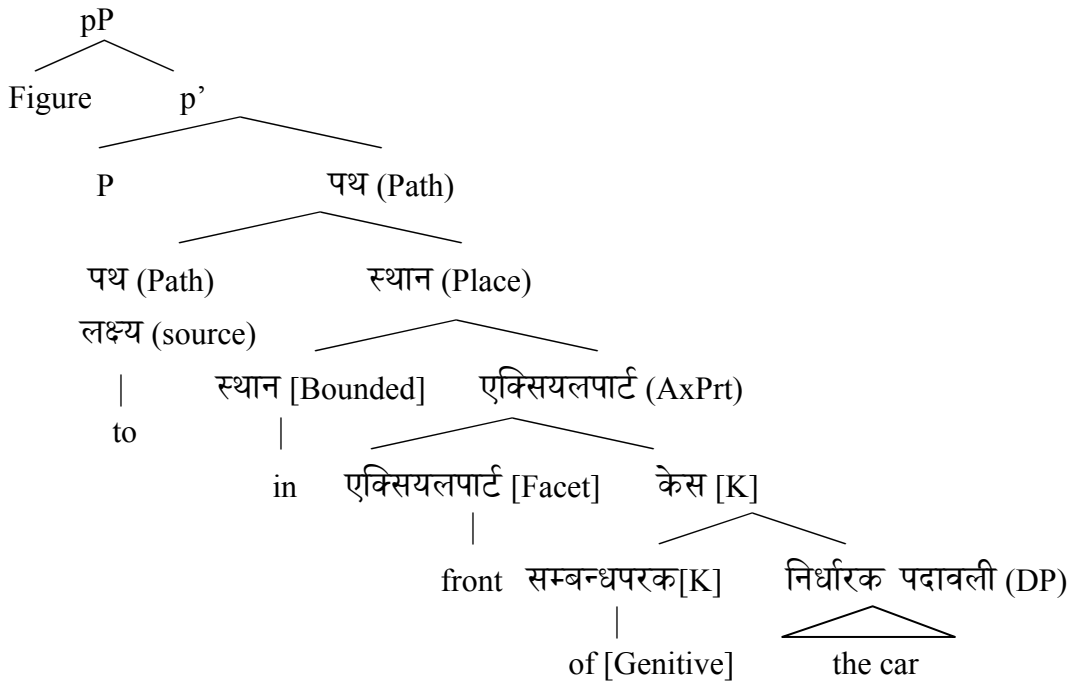 pP
Figure p’
P पथ (Path)
पथ (Path) स्थान (Place)
लक्ष्य (source)
स्थान [Bounded] एक्सियलपार्ट (AxPrt)
to
in एक्सियलपार्ट [Facet] केस [K]
front सम्बन्धपरक[K] निर्धारक पदावली (DP)
of [Genitive] the car